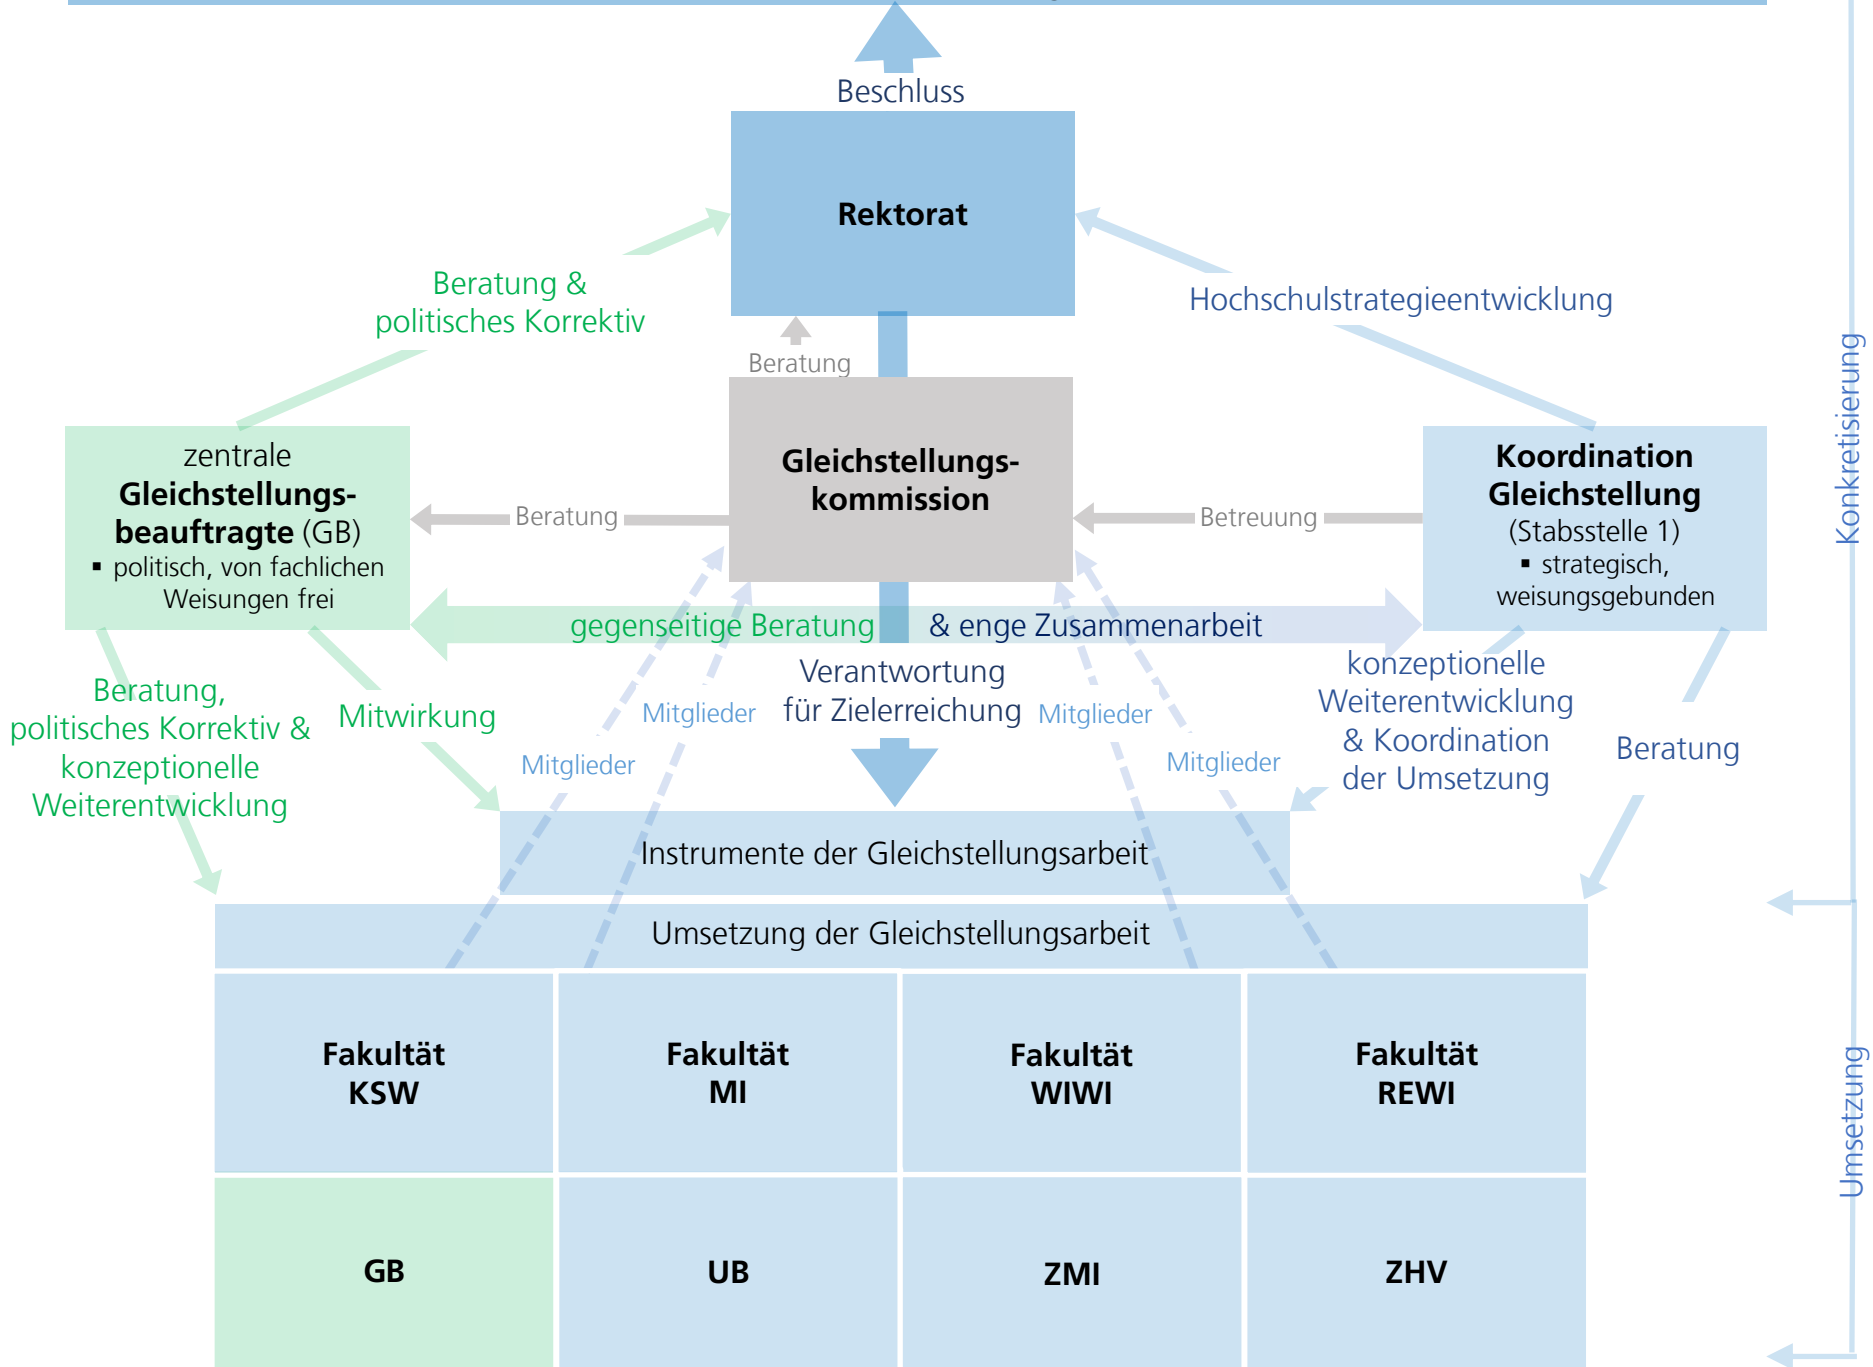 Beschluss
Rektorat
Beratung &
politisches Korrektiv
Hochschulstrategieentwicklung
Beratung
zentrale
Gleichstellungs-
beauftragte (GB)
▪ politisch, von fachlichen
Weisungen frei
Beratung
Gleichstellungs-
kommission
Betreuung
Koordination
Gleichstellung
(Stabsstelle 1)
▪ strategisch,
weisungsgebunden
Konkretisierung
gegenseitige Beratung & enge Zusammenarbeit
Beratung,
politisches Korrektiv &
konzeptionelle
Weiterentwicklung
Mitwirkung
Mitglieder
Mitglieder
Verantwortung
für Zielerreichung
Mitglieder
Mitglieder
konzeptionelle
Weiterentwicklung
& Koordination
der Umsetzung
Beratung
Instrumente der Gleichstellungsarbeit
Umsetzung der Gleichstellungsarbeit
Fakultät
KSW
Fakultät
MI
Fakultät
WIWI
Fakultät
REWI
Umsetzung
GB
UB
ZMI
ZHV